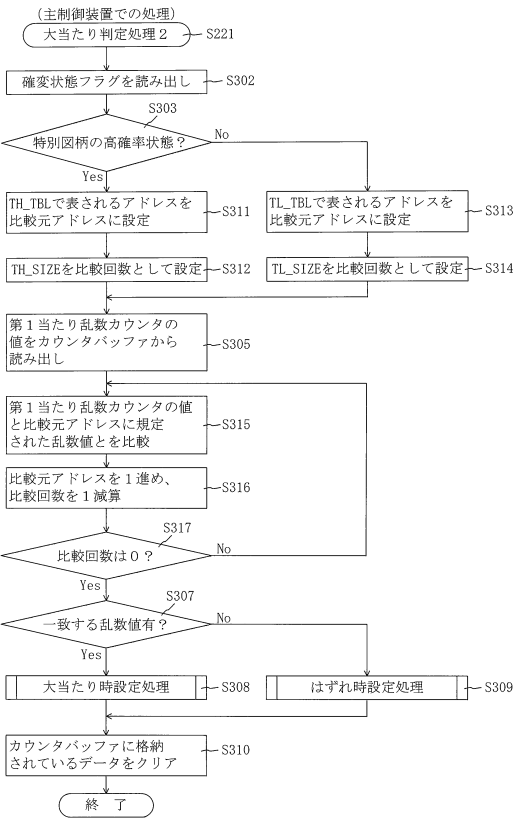 (主制御装置での処理)
大当たり判定処理２
S221
確変状態フラグを読み出し
S302
S303
特別図柄の高確率状態？
No
Yes
TH_TBLで表されるアドレスを
比較元アドレスに設定
S311
TL_TBLで表されるアドレスを
比較元アドレスに設定
S313
TH_SIZEを比較回数として設定
S312
TL_SIZEを比較回数として設定
S314
第１当たり乱数カウンタの
値をカウンタバッファから
読み出し
S305
第１当たり乱数カウンタの値
と比較元アドレスに規定
された乱数値とを比較
S315
比較元アドレスを１進め、
比較回数を１減算
S316
S317
比較回数は０？
No
Yes
S307
一致する乱数値有？
No
Yes
大当たり時設定処理
S308
はずれ時設定処理
S309
カウンタバッファに格納
されているデータをクリア
S310
終 了